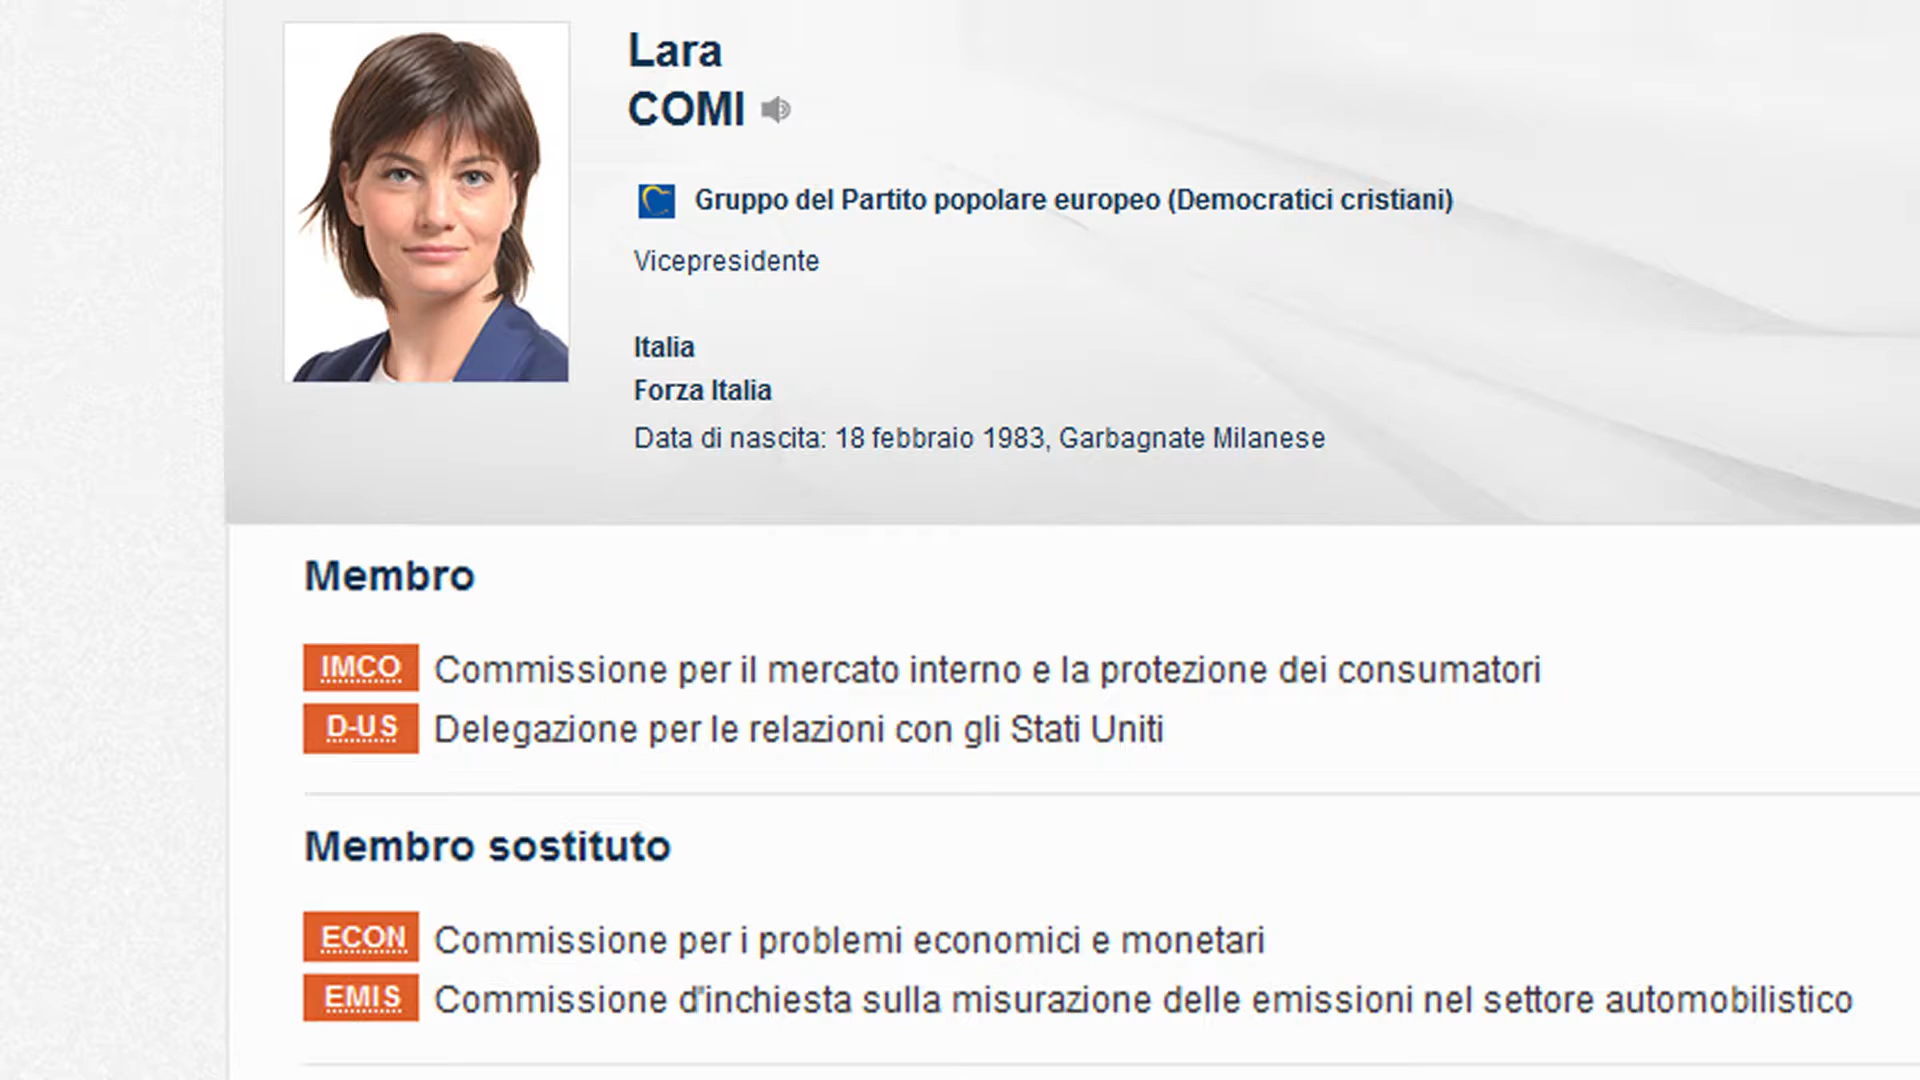 Lara
COMI
Gruppo del Partito popolare europeo (Democratici cristiani)
Vicepresidente
Italia
Forza Italia
Data di nascita: 18 febbraio 1983, Garbagnate Milanese
Membro
IMCO Commissione per il mercato interno e la protezione dei consumatori
D-US Delegazione per le relazioni con gli Stati Uniti
Membro sostituto
ECON Commissione per i problemi economici e monetari
EMIS Commissione d'inchiesta sulla misurazione delle emissioni nel settore automobilistico